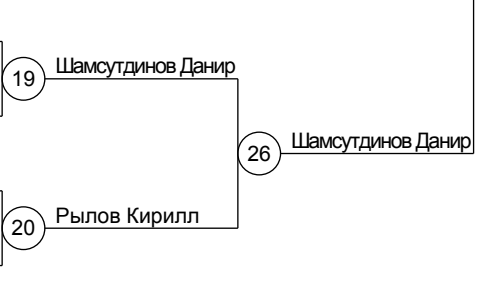 19 Шамсутдинов Данир
26 Шамсутдинов Данир
20 Рылов Кирилл